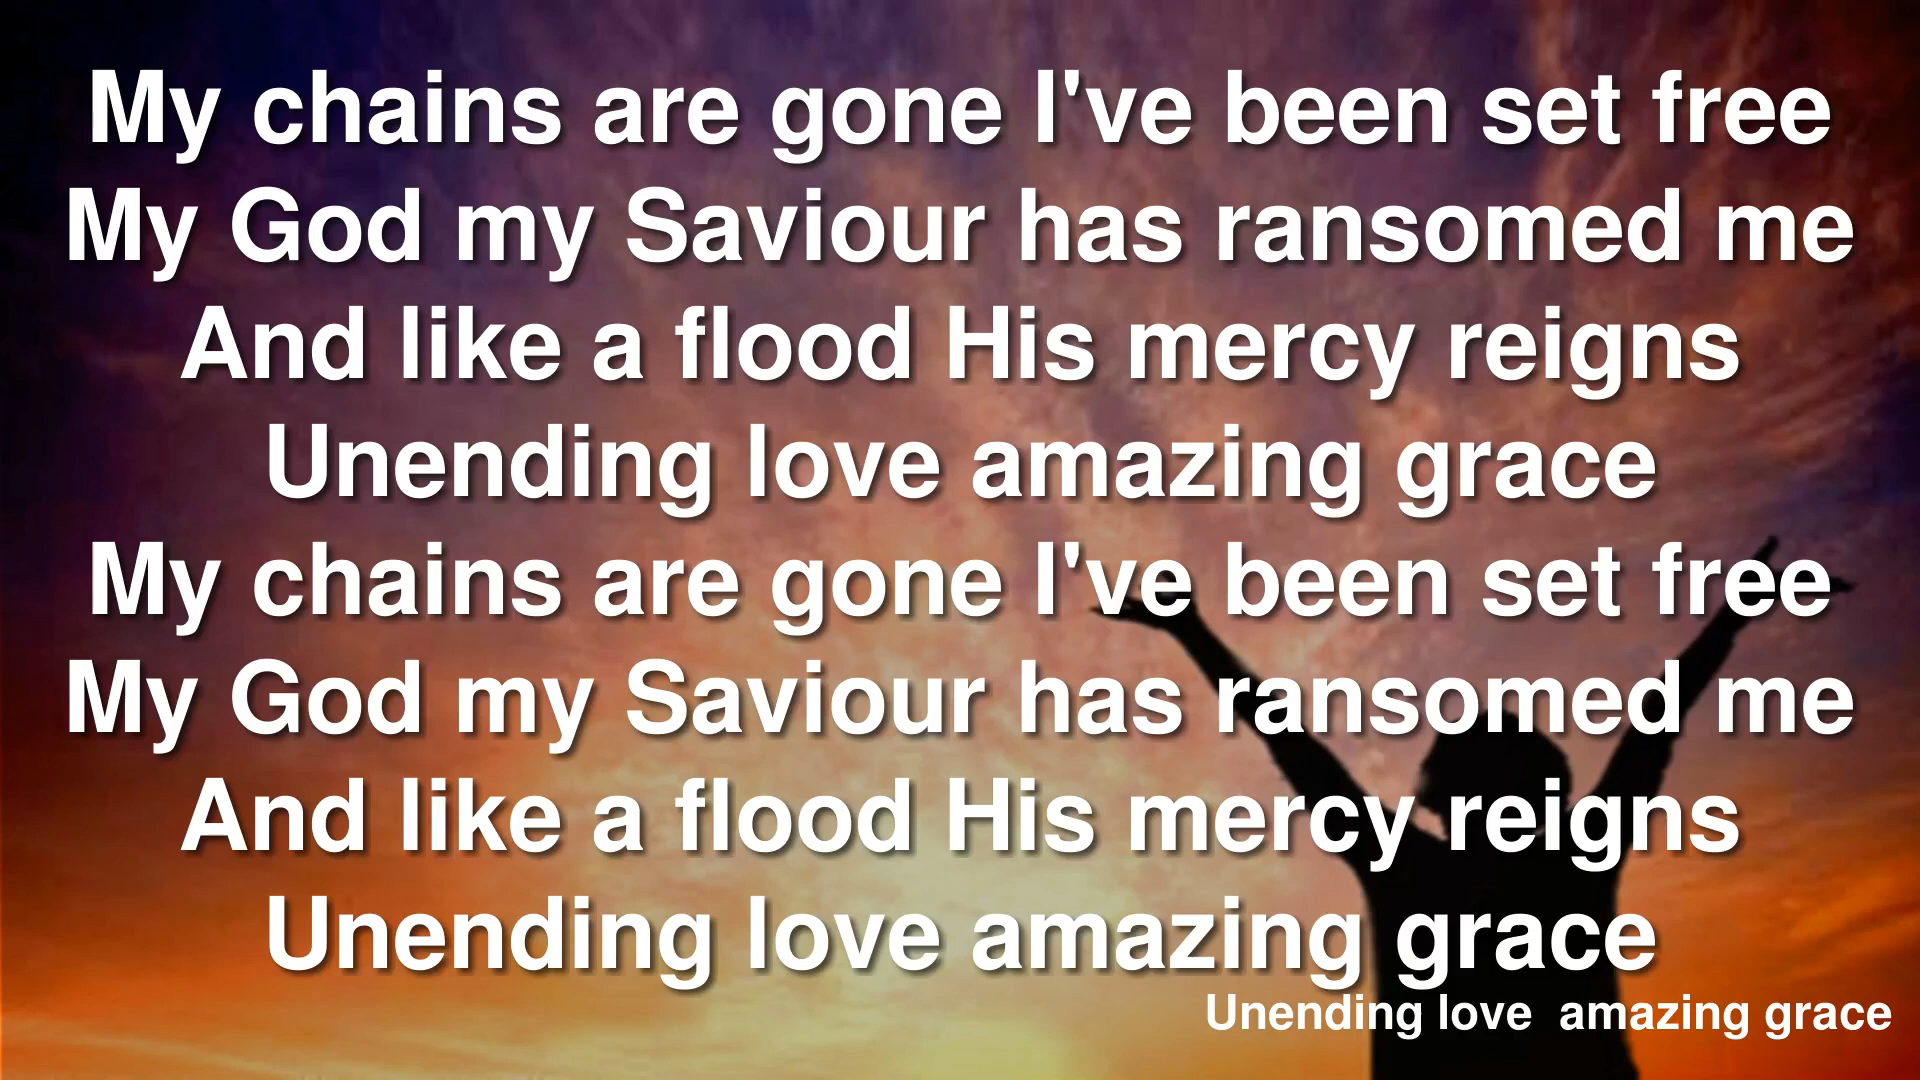 My chains are gone I've been set free
My God my Saviour has ransomed me
And like a flood His mercy reigns
Unending love amazing grace
My chains are gone I've been set free
My God my Saviour has ransomed me
And like a flood His mercy reigns
Unending love amazing grace
Unending love  amazing grace